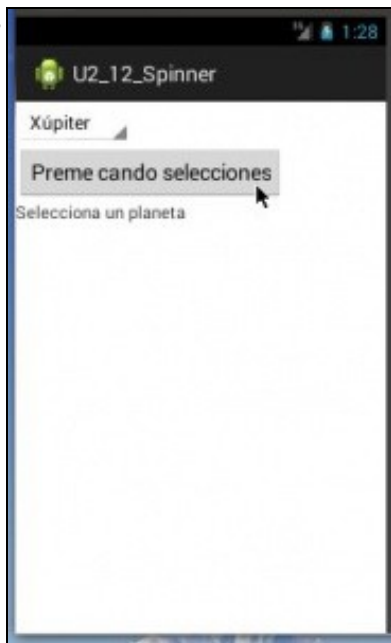 1:28
U2_12_Spinner
Xúpiter
Preme cando selecciones
Selecciona un planeta